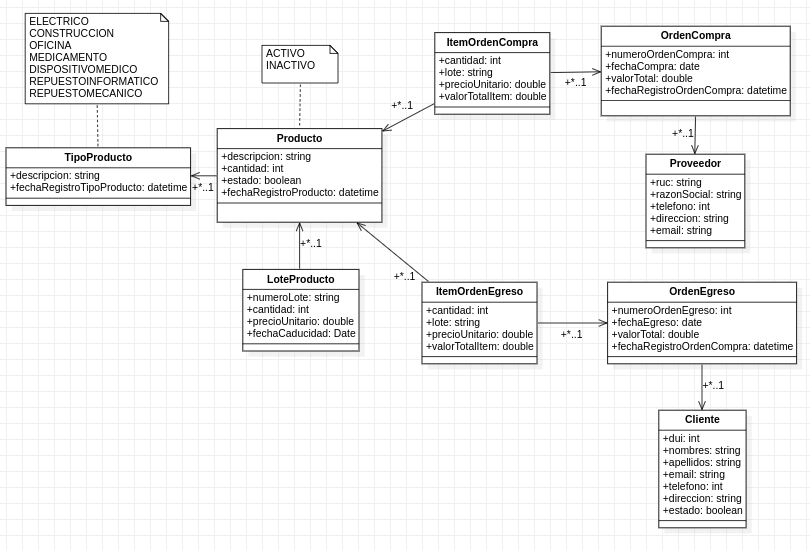 ELECTRICO
CONSTRUCCION
OFICINA
MEDICAMENTO
DISPOSITIVOMEDICO
REPUESTOINFORMATICO
REPUESTOMECANICO
ACTIVO
INACTIVO
ItemOrdenCompra
+cantidad: int
+lote: string
+precioUnitario: double
+valorTotalItem: double
+*..1
OrdenCompra
+numeroOrdenCompra: int
+fechaCompra: date
+valorTotal: double
+fechaRegistroOrdenCompra: datetime
+*..1
+*..1
Proveedor
+ruc: string
+razonSocial: string
+telefono: int
+direccion: string
+email: string
Producto
+descripcion: string
+cantidad: int
+estado: boolean
+fechaRegistroProducto: datetime
TipoProducto
+descripcion: string
+fechaRegistroTipoProducto: datetime
+*..1
+*..1
LoteProducto
+numeroLote: string
+cantidad: int
+precioUnitario: double
+fechaCaducidad: Date
+*..1
ItemOrdenEgreso
+cantidad: int
+lote: string
+precioUnitario: double
+valorTotalItem: double
+*..1
OrdenEgreso
+numeroOrdenEgreso: int
+fechaEgreso: date
+valorTotal: double
+fechaRegistroOrdenCompra: datetime
+*..1
Cliente
+dui: int
+nombres: string
+apellidos: string
+email: string
+telefono: int
+direccion: string
+estado: boolean